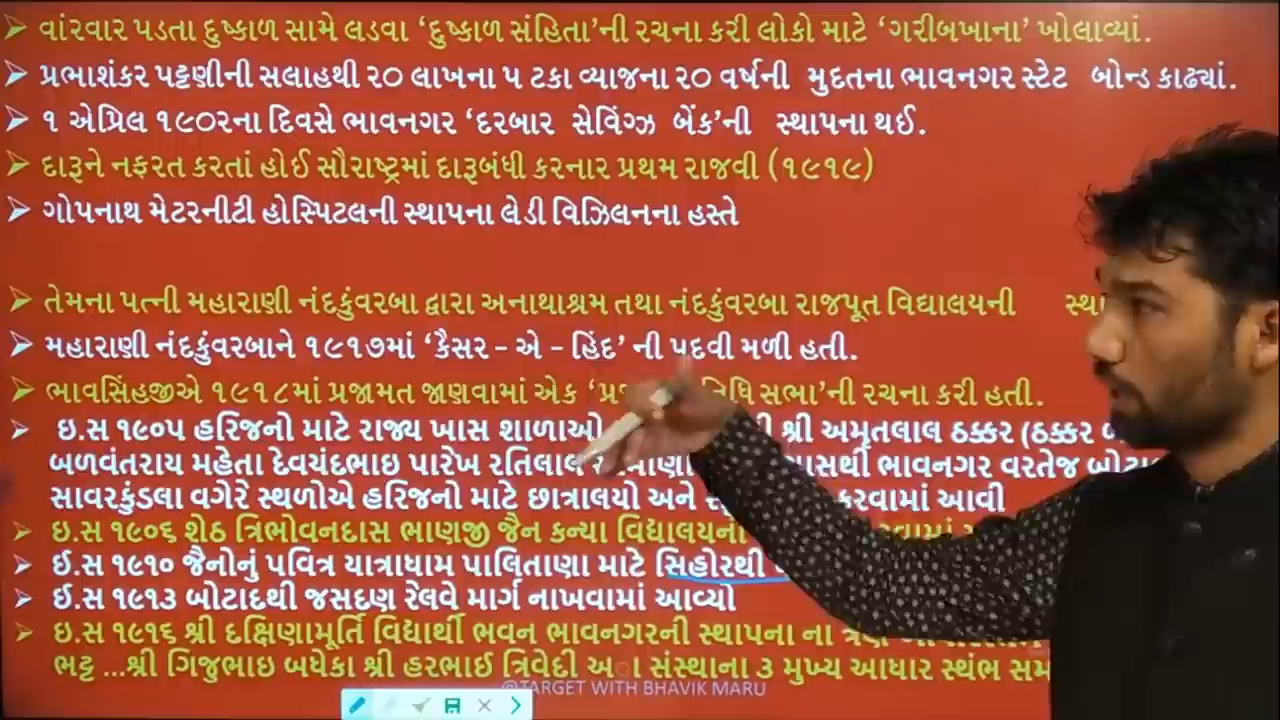 વાંરવાર પડતા દુષ્કાળ સામે લડવા ‘દુષ્કાળ સંહિતા’ની રચના કરી લોકો માટે ‘ગરીબખાના’ ખોલાવ્યાં.
પ્રભાશંકર પટ્ટણીની સલાહથી ૨૦ લાખના ૫ ટકા વ્યાજના ૨૦ વર્ષની મુદતના ભાવનગર સ્ટેટ બોન્ડ કાઢ્યાં.
૧ એપ્રિલ ૧૯૦૨ના દિવસે ભાવનગર ‘દરબાર સેવિંગ્ઝ બેંક’ની સ્થાપના થઈ.
દારૂને નફરત કરતાં હોઈ સૌરાષ્ટ્રમાં દારૂબંધી કરનાર પ્રથમ રાજવી (૧૯૧૯)
ગોપનાથ મેટરનીટી હોસ્પિટલની સ્થાપના લેડી વિઝિલનના હસ્તે
તેમના પત્ની મહારાણી નંદકુંવરબા દ્વારા અનાથાશ્રમ તથા નંદકુંવરબા રાજપૂત વિદ્યાલયની
મહારાણી નંદકુંવરબાને ૧૯૧૭માં ‘કૈસર – એ – હિંદ’ ની પદવી મળી હતી.
ભાવસિંહજીએ ૧૯૧૮માં પ્રજામત જાણવામાં એક સભા’ની રચના કરી હતી.
ઇ.સ ૧૯૦૫ હરિજનો માટે રાજ્ય ખાસ શાળાઓ શ્રી અમૃતલાલ ઠક્કર (ઠક્કર
બળવંતરાય મહેતા દેવચંદભાઇ પારેખ રતિલાલ ભાવનગર વરતેજ
સાવરકુંડલા વગેરે સ્થળોએ હરિજનો માટે છાત્રાલયો અને કરવામાં આવી
ઇ.સ ૧૯૦૬ શેઠ ત્રિભોવનદાસ ભાણજી જૈન કન્યા
ઈ.સ ૧૯૧૦ જૈનોનું પવિત્ર યાત્રાધામ પાલિતાણા માટે સિહોરથી
ઈ.સ ૧૯૧૩ બોટાદથી જસદણ રેલવે માર્ગ નાખવામાં આવ્યો
ઇ.સ ૧૯૧૬ શ્રી દક્ષિણામૂર્તિ વિદ્યાર્થી ભવન ભાવનગરની સ્થાપના ના ત્રણ
ભટ્ટ ...શ્રી ગિજુભાઇ બધેકા શ્રી હરભાઈ ત્રિવેદી સંસ્થાના ૩ મુખ્ય આધાર સ્થંભ
@TARGET WITH BHAVIK MARU